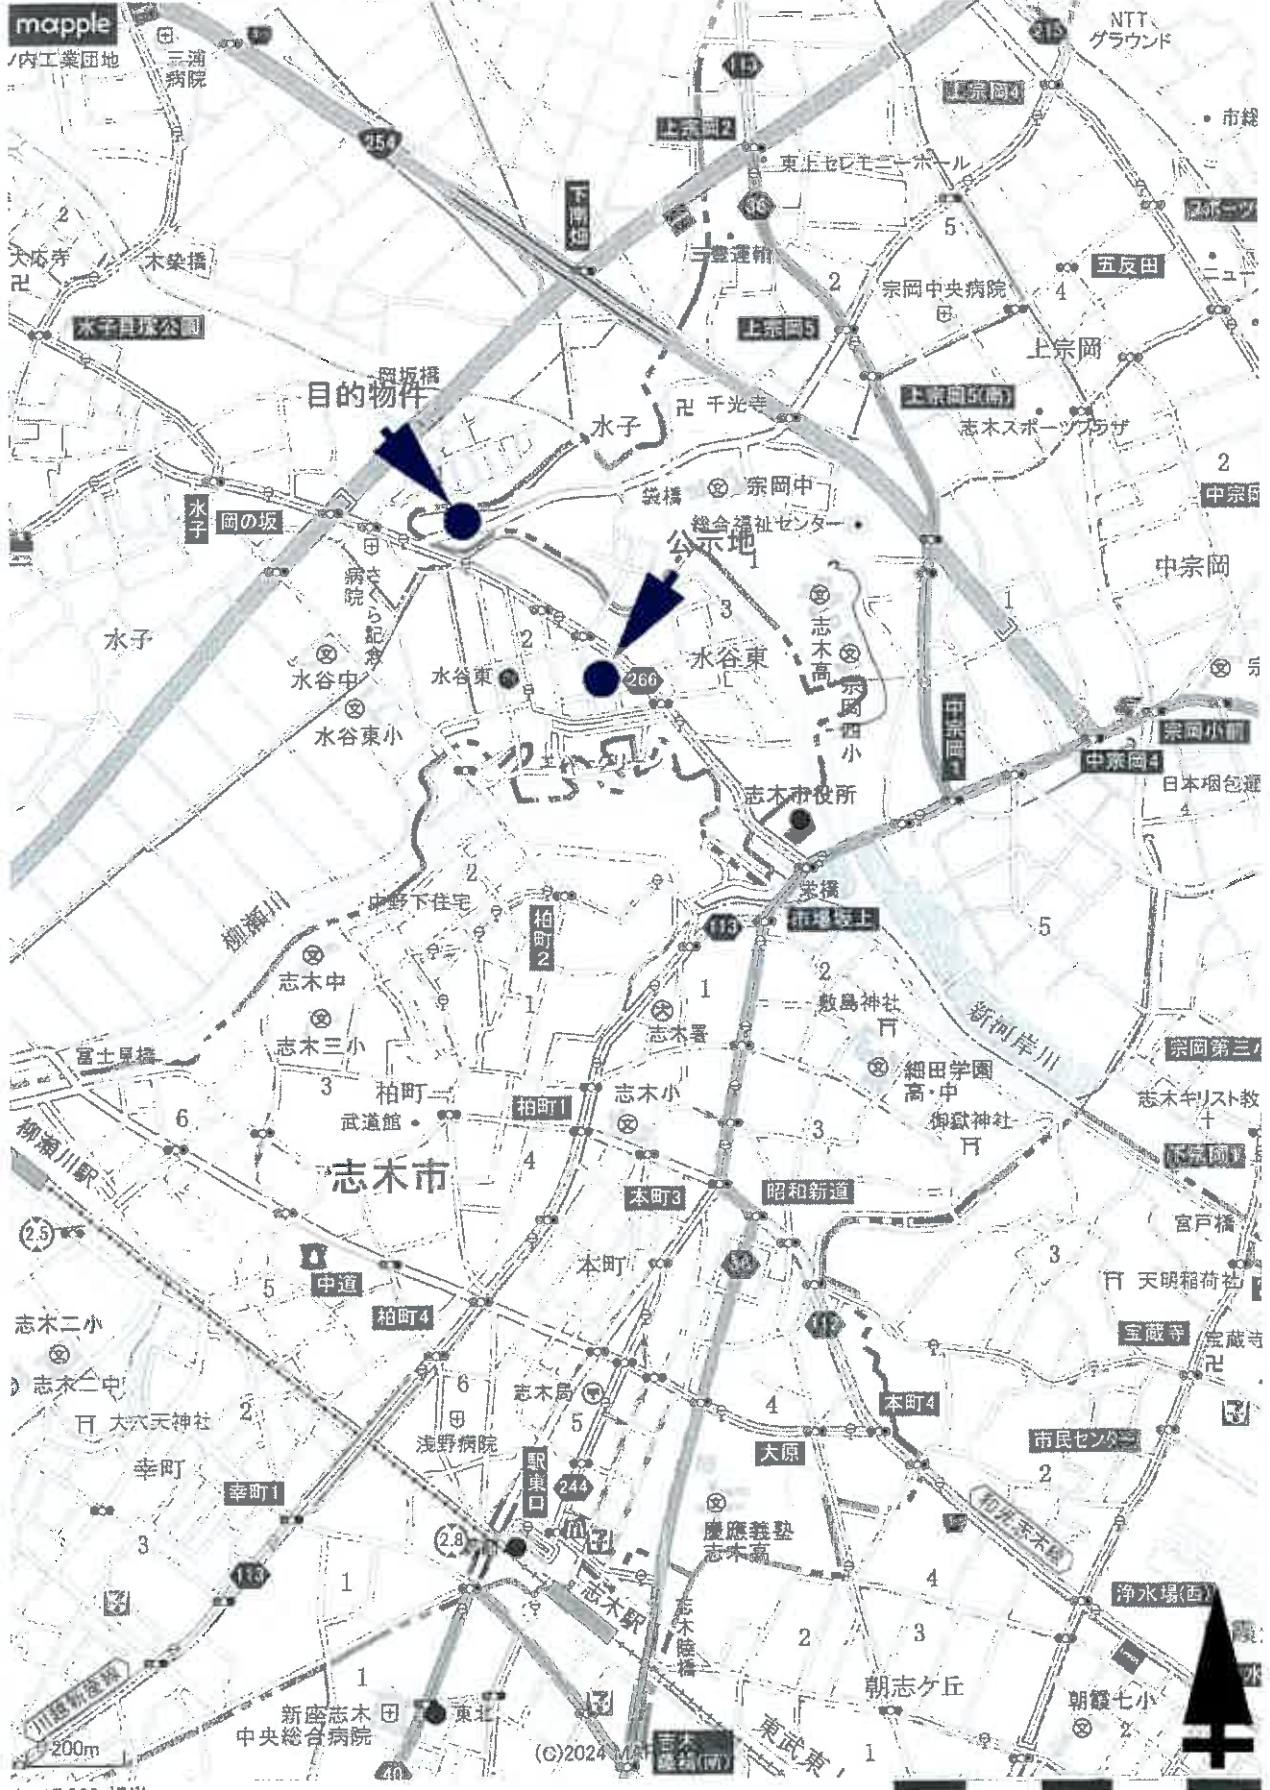 mapple
三浦
病院
NTT
グラウンド
215
113
上宗岡4
254
上宗岡2
東上セレモニーホール
下南畑
36
2
5
三豊運輸
大応寺
木染橋
2
宗岡中央病院
4
五反田
ニュー
水子貝塚公園
上宗岡5
上宗岡
岡坂橋
目的物件
水子
千光寺
上宗岡5(南)
志木スポーツプラザ
2
水子
岡の坂
袋橋
宗岡中
総合福祉センター
公示地
1
中宗岡
さくら記念
病院
3
志木高
1
水子
水谷中
2
水谷東
水谷東
266
宗岡四小
水谷東小
中宗岡1
宗岡小前
中宗岡4
志木市役所
4
2
栄橋
中野下住宅
柏町2
113
市場坂上
5
柳瀬川
志木中
1
1
2
敷島神社
志木署
新河岸川
富士見橋
志木三小
3
柏町
細田学園
高・中
志木キリスト教
6
武道館
柏町1
志木小
御嶽神社
3
柳瀬川駅
志木市
4
本町3
昭和新道
宮戸橋
2.5
3
本町
5
中道
天明稲荷社
柏町4
志木二小
宝蔵寺
宝蔵寺
志木二中
6
志木局
4
本町4
大六天神社
2
浅野病院
5
大原
市民センター
2
幸町
駅東口
幸町1
244
慶應義塾
志木高
3
2.8
113
1
志木駅
4
浄水場(西)
志木陸橋
2
3
1
朝志ケ丘
朝霞七小
新座志木
中央総合病院
東北
2
200m
(C)2024
東武東
1
40